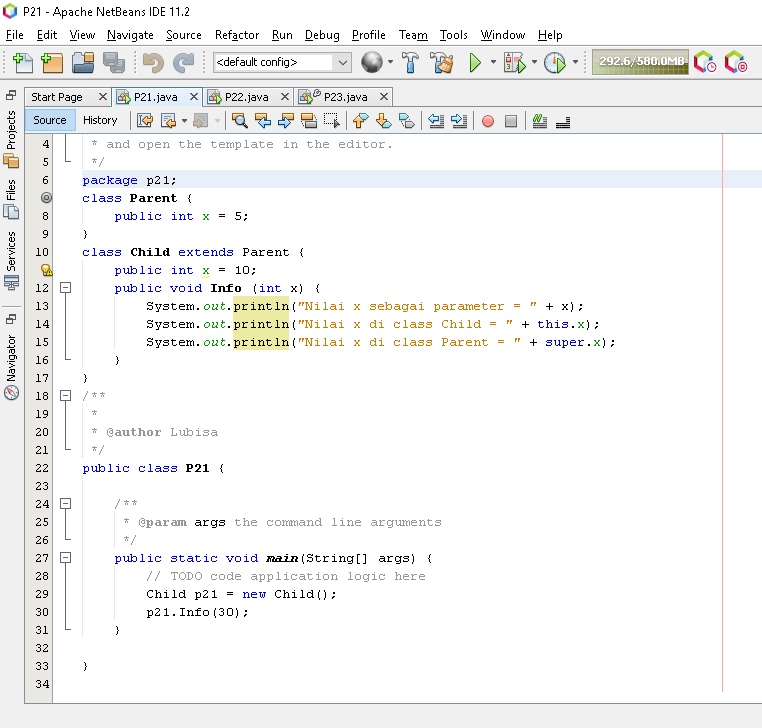 P21 - Apache NetBeans IDE 11.2
File Edit View Navigate Source Refactor Run Debug Profile Team Tools Window Help
<default config> 292.6/580.0MB
Start Page P21.java P22.java P23.java
Source History
Projects
Files
Services
Navigator
4 * and open the template in the editor.
5 */
6 package p21;
class Parent {
8 public int x = 5;
9 }
10 class Child extends Parent {
public int x = 10;
12 public void Info (int x) {
13 System.out.println("Nilai x sebagai parameter = " + x);
14 System.out.println("Nilai x di class Child = " + this.x);
15 System.out.println("Nilai x di class Parent = " + super.x);
16 }
17 }
18 /**
19 *
20 * @author Lubisa
21 */
22 public class P21 {
23
24 /**
25 * @param args the command line arguments
26 */
27 public static void main(String[] args) {
28 // TODO code application logic here
29 Child p21 = new Child();
30 p21.Info(30);
31 }
32
33 }
34